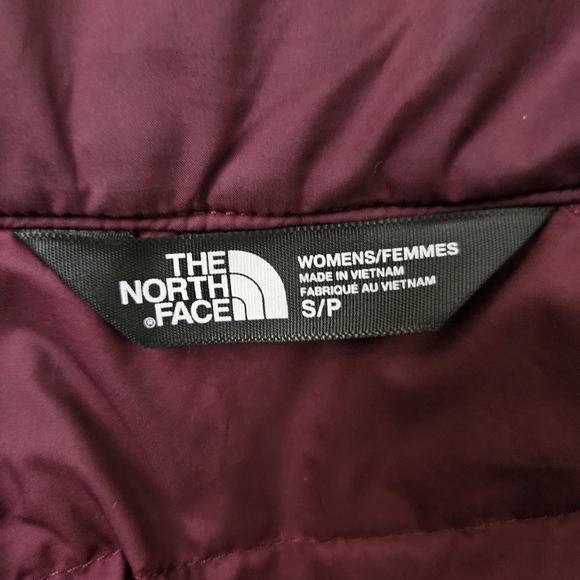 THE
NORTH
®FACE
WOMENS/FEMMES
MADE IN VIETNAM
FABRIQUÉ AU VIETNAM
S/P